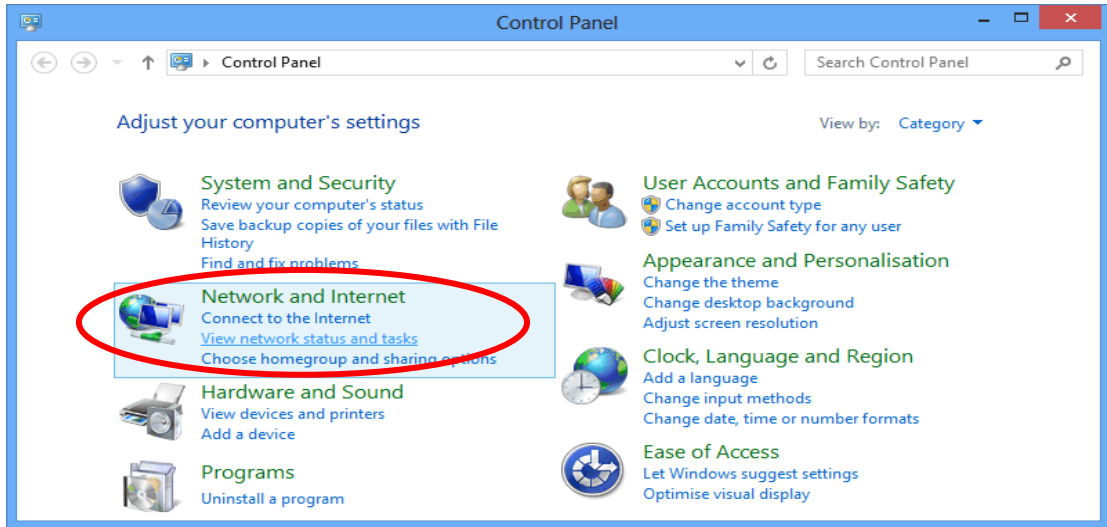 Control Panel
Control Panel
Search Control Panel
Adjust your computer's settings
View by: Category
System and Security
Review your computer's status
Save backup copies of your files with File
History
Find and fix problems
Network and Internet
Connect to the Internet
View network status and tasks
Choose homegroup and sharing options
Hardware and Sound
View devices and printers
Add a device
Programs
Uninstall a program
User Accounts and Family Safety
Change account type
Set up Family Safety for any user
Appearance and Personalisation
Change the theme
Change desktop background
Adjust screen resolution
Clock, Language and Region
Add a language
Change input methods
Change date, time or number formats
Ease of Access
Let Windows suggest settings
Optimise visual display